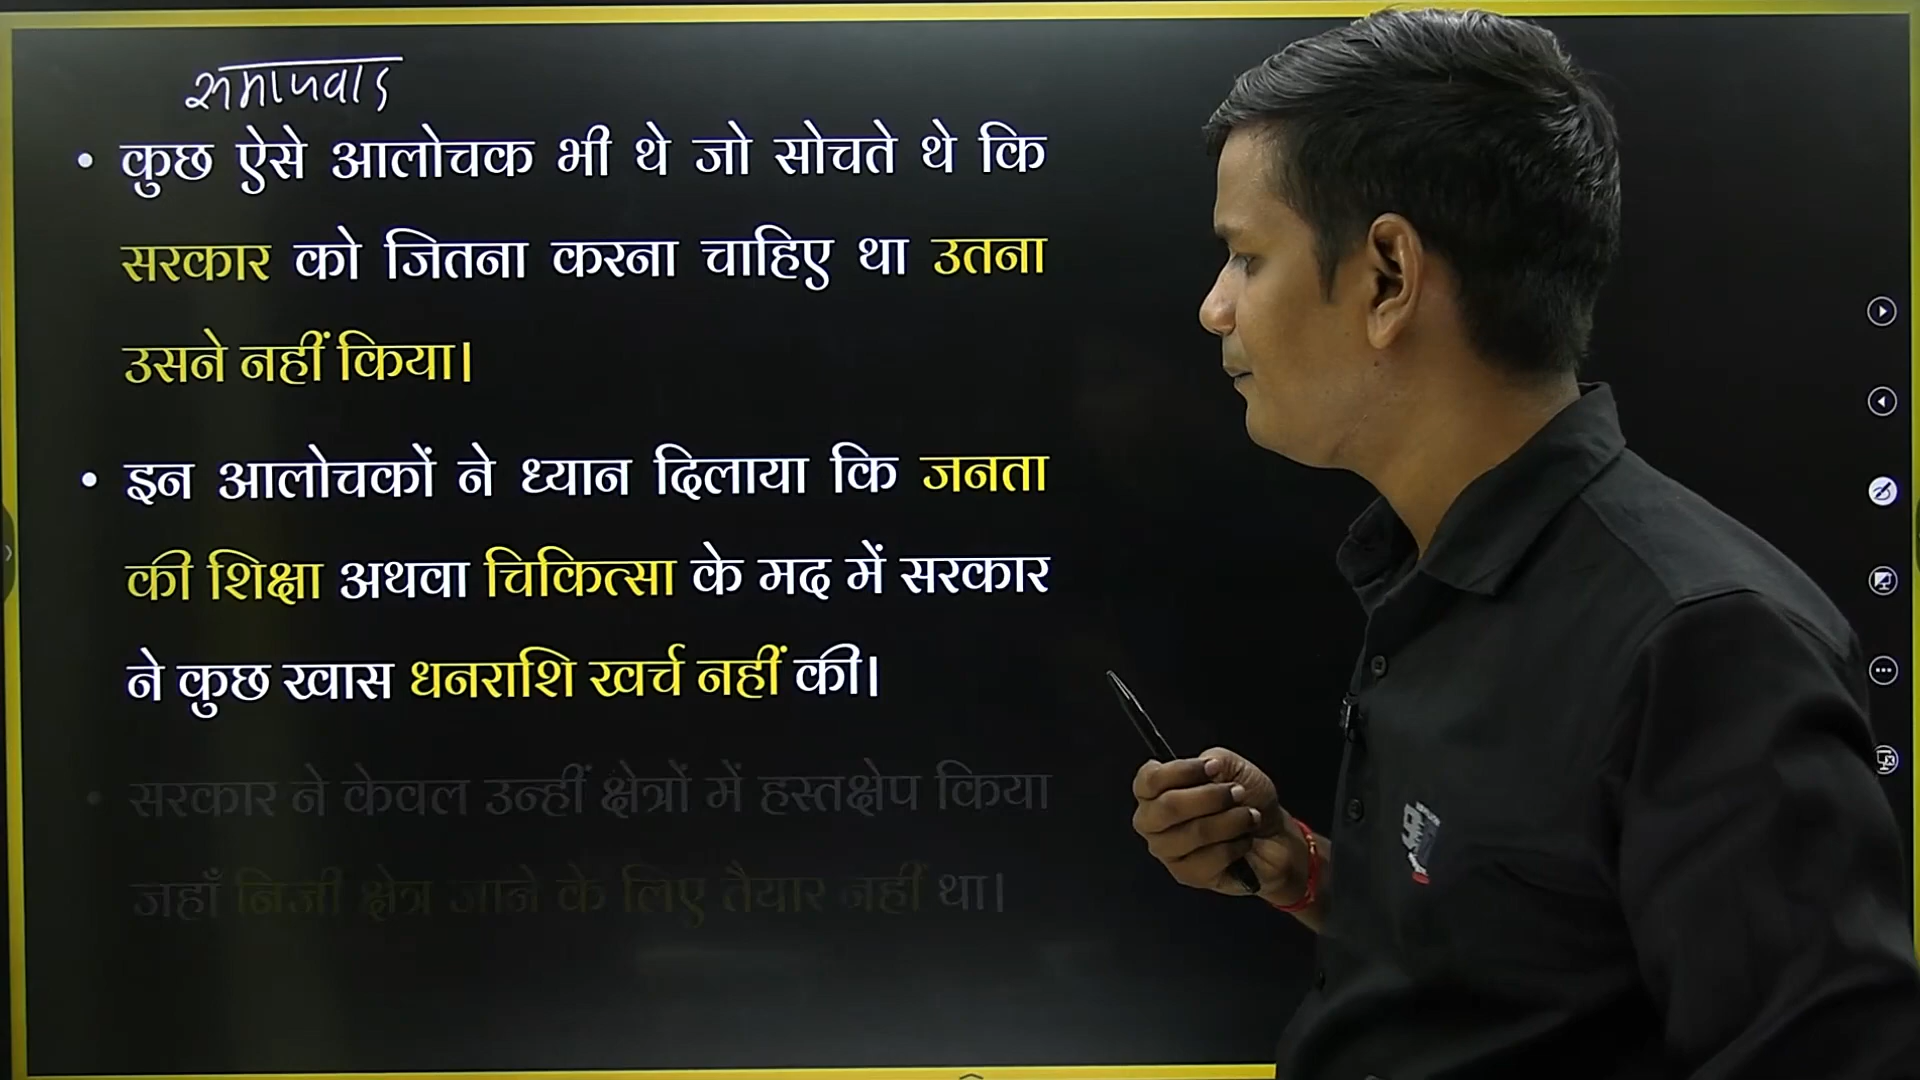 समाजवाद
• कुछ ऐसे आलोचक भी थे जो सोचते थे कि
सरकार को जितना करना चाहिए था उतना
उसने नहीं किया।
• इन आलोचकों ने ध्यान दिलाया कि जनता
की शिक्षा अथवा चिकित्सा के मद में सरकार
ने कुछ खास धनराशि खर्च नहीं की।
• सरकार ने केवल उन्हीं क्षेत्रों में हस्तक्षेप किया
जहाँ निजी क्षेत्र जाने के लिए तैयार नहीं था।